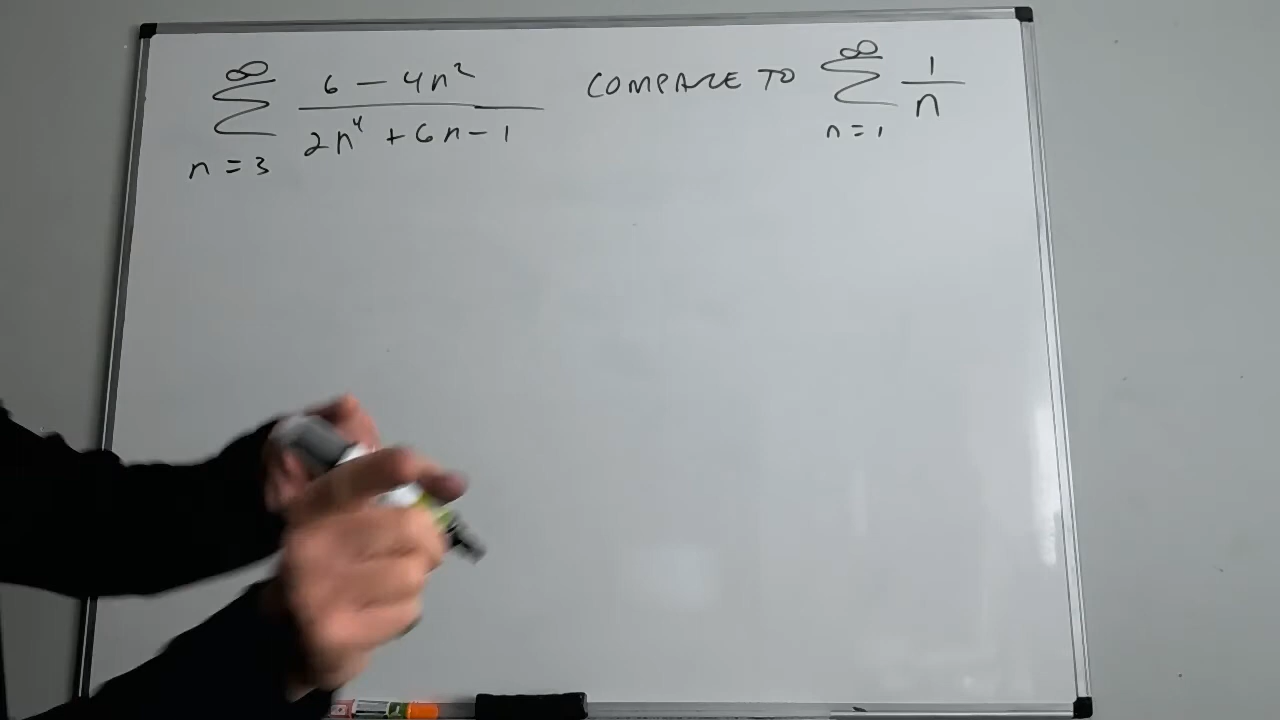 ∞ ∞
Σ 6 - 4n² COMPARE TO Σ 1
2n⁴ + 6n - 1 n
n = 3 n = 1